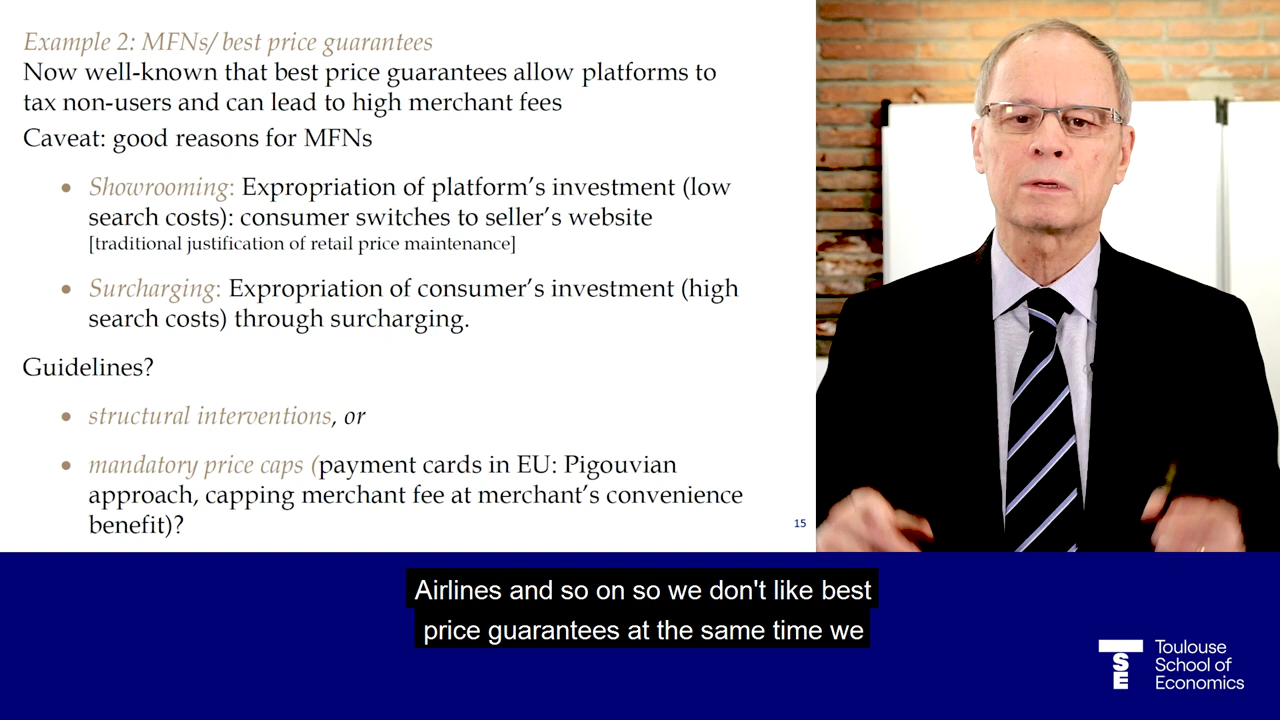 Example 2: MFNs/ best price guarantees
Now well-known that best price guarantees allow platforms to
tax non-users and can lead to high merchant fees
Caveat: good reasons for MFNs
• Showrooming: Expropriation of platform's investment (low
search costs): consumer switches to seller's website
[traditional justification of retail price maintenance]
• Surcharging: Expropriation of consumer's investment (high
search costs) through surcharging.
Guidelines?
• structural interventions, or
• mandatory price caps (payment cards in EU: Pigouvian
approach, capping merchant fee at merchant's convenience
benefit)?
15
Airlines and so on so we don't like best
price guarantees at the same time we
TSE
Toulouse
School of
Economics